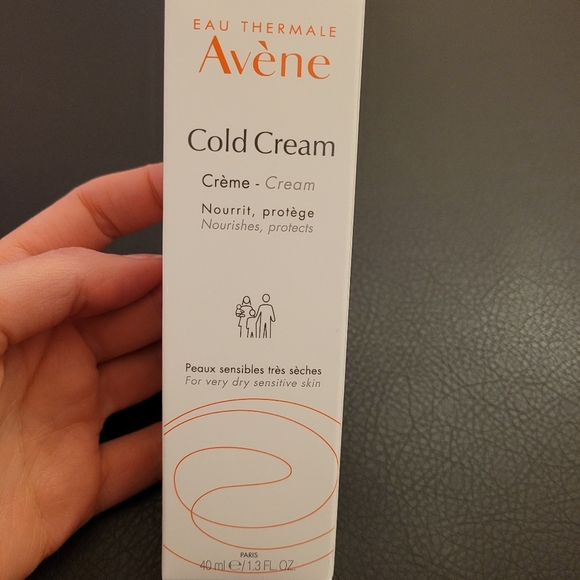 EAU THERMALE
Avène
Cold Cream
Crème - Cream
Nourrit, protège
Nourishes, protects
Peaux sensibles très sèches
For very dry sensitive skin
PARIS
40 ml ℮/1.3 FL. OZ.